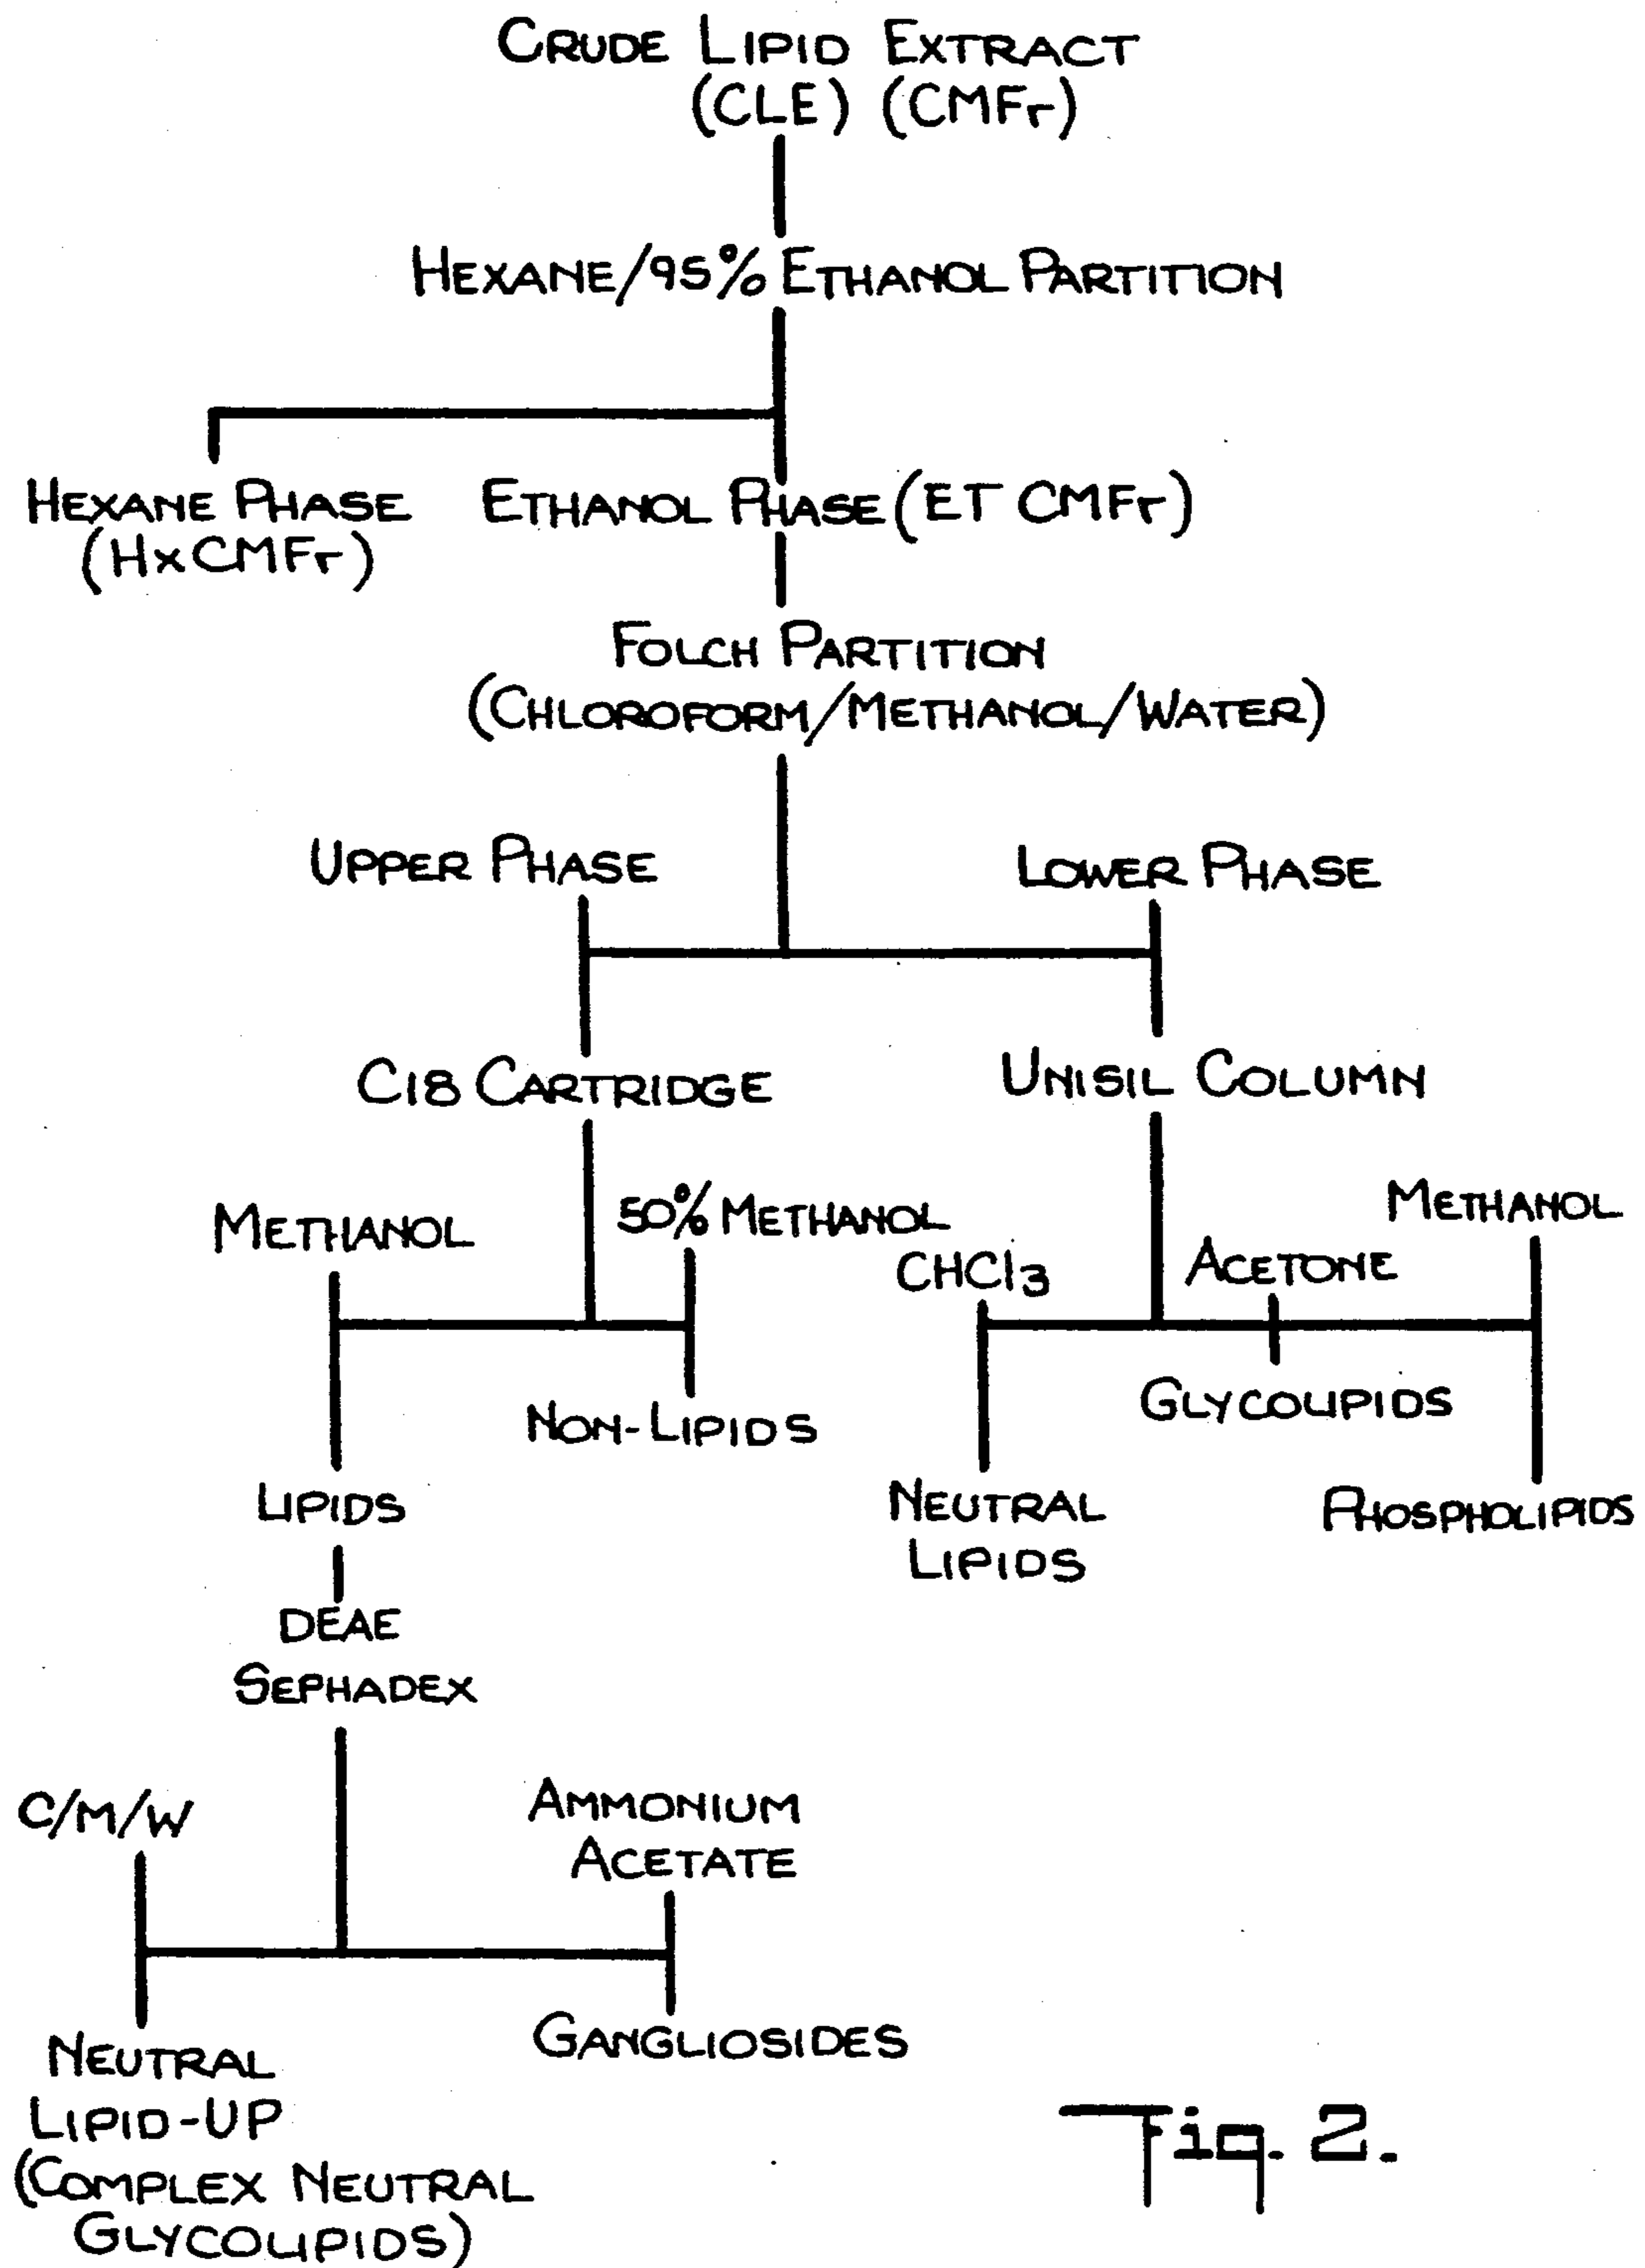 CRUDE LIPID EXTRACT
(CLE) (CMFr)
HEXANE/95% ETHANOL PARTITION
HEXANE PHASE
(HxCMFr)
ETHANOL PHASE (ET CMFr)
FOLCH PARTITION
(CHLOROFORM/METHANOL/WATER)
UPPER PHASE
LOWER PHASE
C18 CARTRIDGE
UNISIL COLUMN
METHANOL
50% METHANOL
CHCl3
ACETONE
METHANOL
NON-LIPIDS
GLYCOLIPIDS
LIPIDS
NEUTRAL
LIPIDS
PHOSPHOLIPIDS
DEAE
SEPHADEX
C/M/W
AMMONIUM
ACETATE
NEUTRAL
LIPID-UP
(COMPLEX NEUTRAL
GLYCOLIPIDS)
GANGLIOSIDES
Fig. 2.